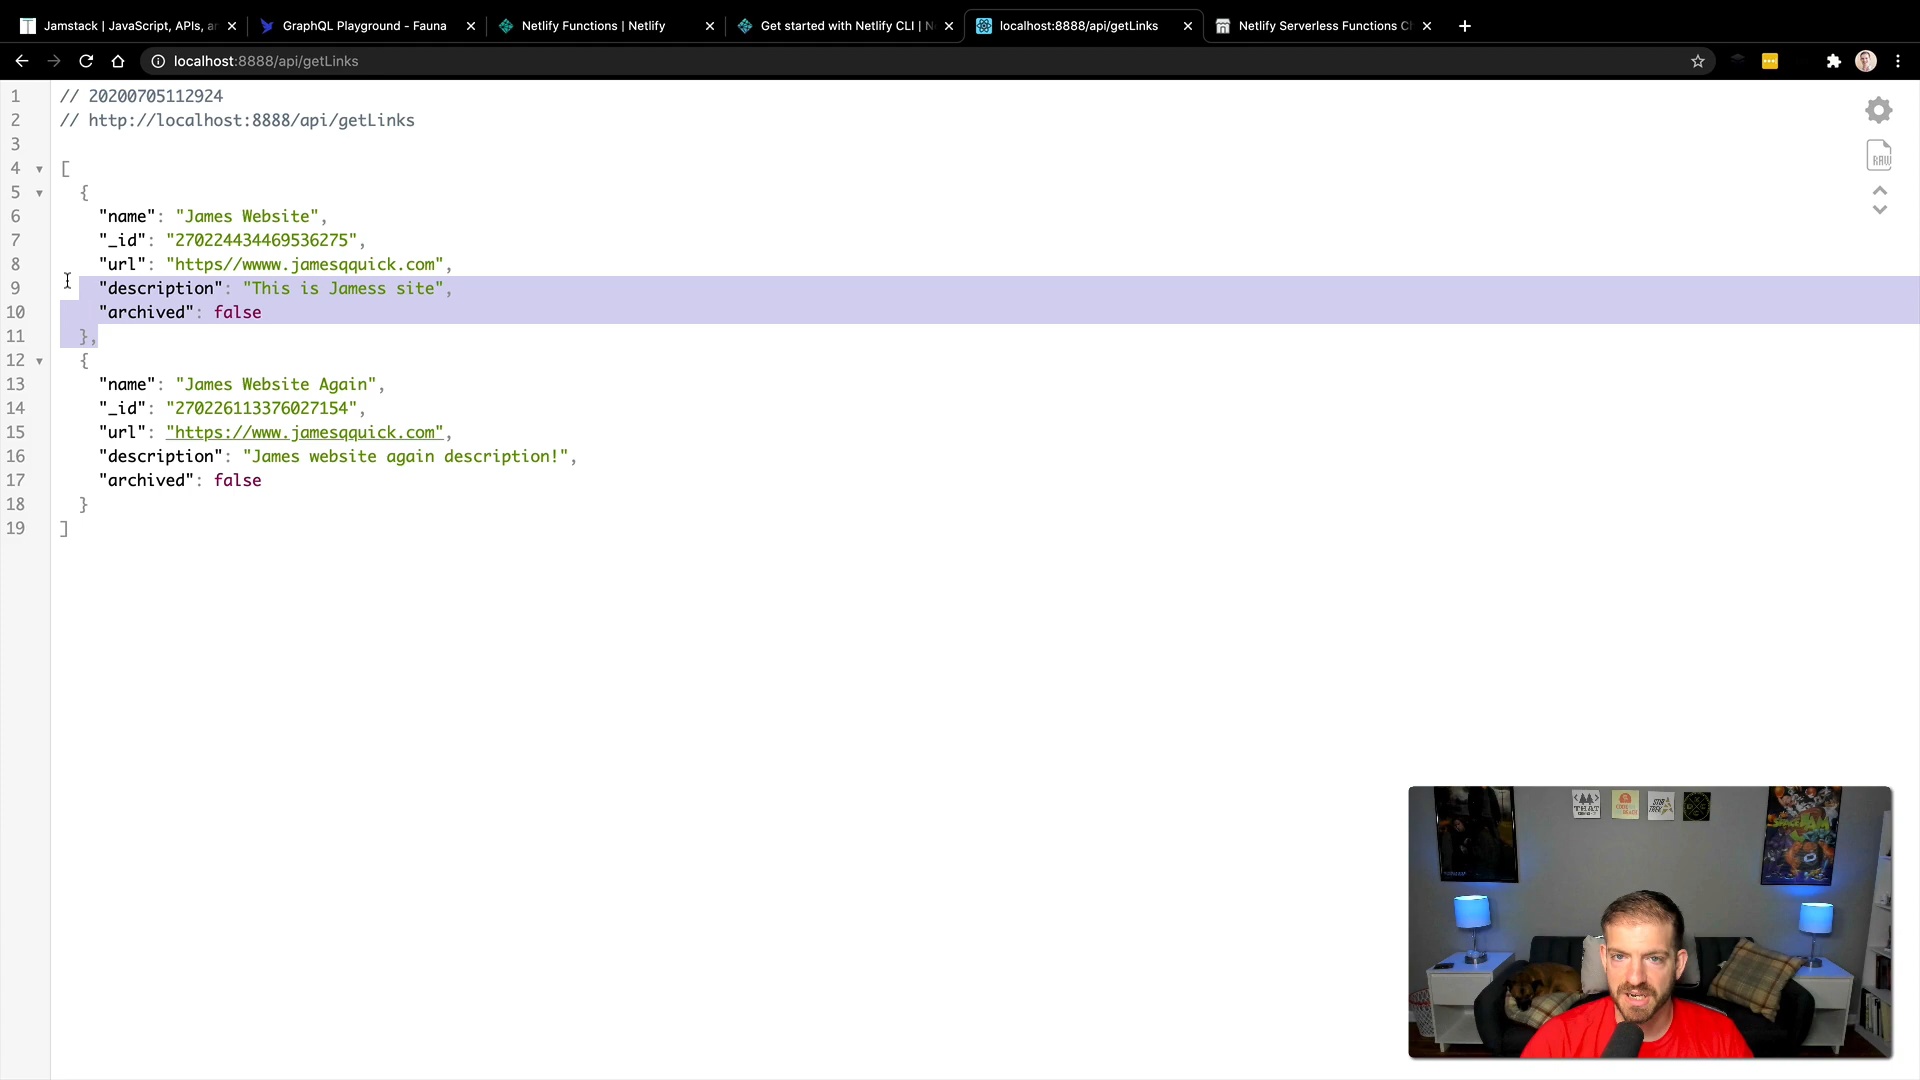 Jamstack | JavaScript, APIs, a
GraphQL Playground - Fauna
Netlify Functions | Netlify
Get started with Netlify CLI | N
localhost:8888/api/getLinks
Netlify Serverless Functions C
localhost:8888/api/getLinks
1 // 20200705112924
2 // http://localhost:8888/api/getLinks
3
4 [
5 {
6 "name": "James Website",
7 "_id": "270224434469536275",
8 "url": "https//wwww.jamesqquick.com",
9 "description": "This is Jamess site",
10 "archived": false
11 },
12 {
13 "name": "James Website Again",
14 "_id": "270226113376027154",
15 "url": "https://www.jamesqquick.com",
16 "description": "James website again description!",
17 "archived": false
18 }
19 ]
RAW
THAT